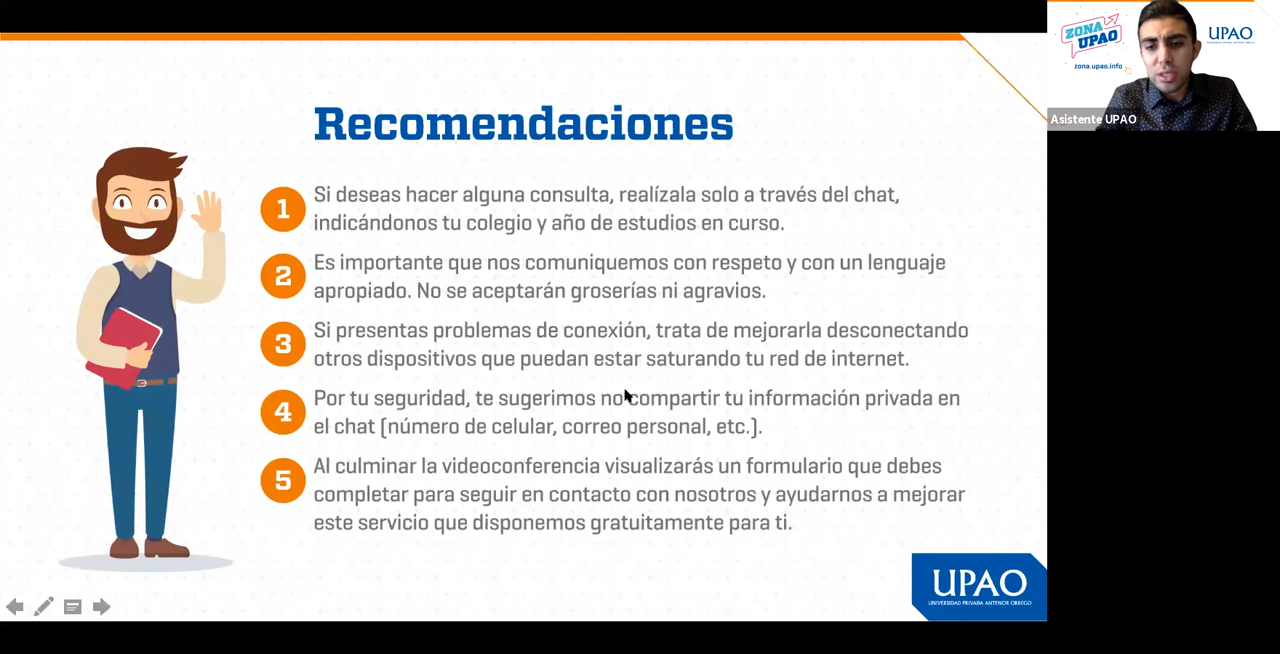 Recomendaciones
1
Si deseas hacer alguna consulta, realízala solo a través del chat,
indicándonos tu colegio y año de estudios en curso.
2
Es importante que nos comuniquemos con respeto y con un lenguaje
apropiado. No se aceptarán groserías ni agravios.
3
Si presentas problemas de conexión, trata de mejorarla desconectando
otros dispositivos que puedan estar saturando tu red de internet.
4
Por tu seguridad, te sugerimos no compartir tu información privada en
el chat (número de celular, correo personal, etc.).
5
Al culminar la videoconferencia visualizarás un formulario que debes
completar para seguir en contacto con nosotros y ayudarnos a mejorar
este servicio que disponemos gratuitamente para ti.
UPAO
UNIVERSIDAD PRIVADA ANTENOR ORREGO
ZONA
UPAO
zona.upao.info
UPAO
Asistente UPAO